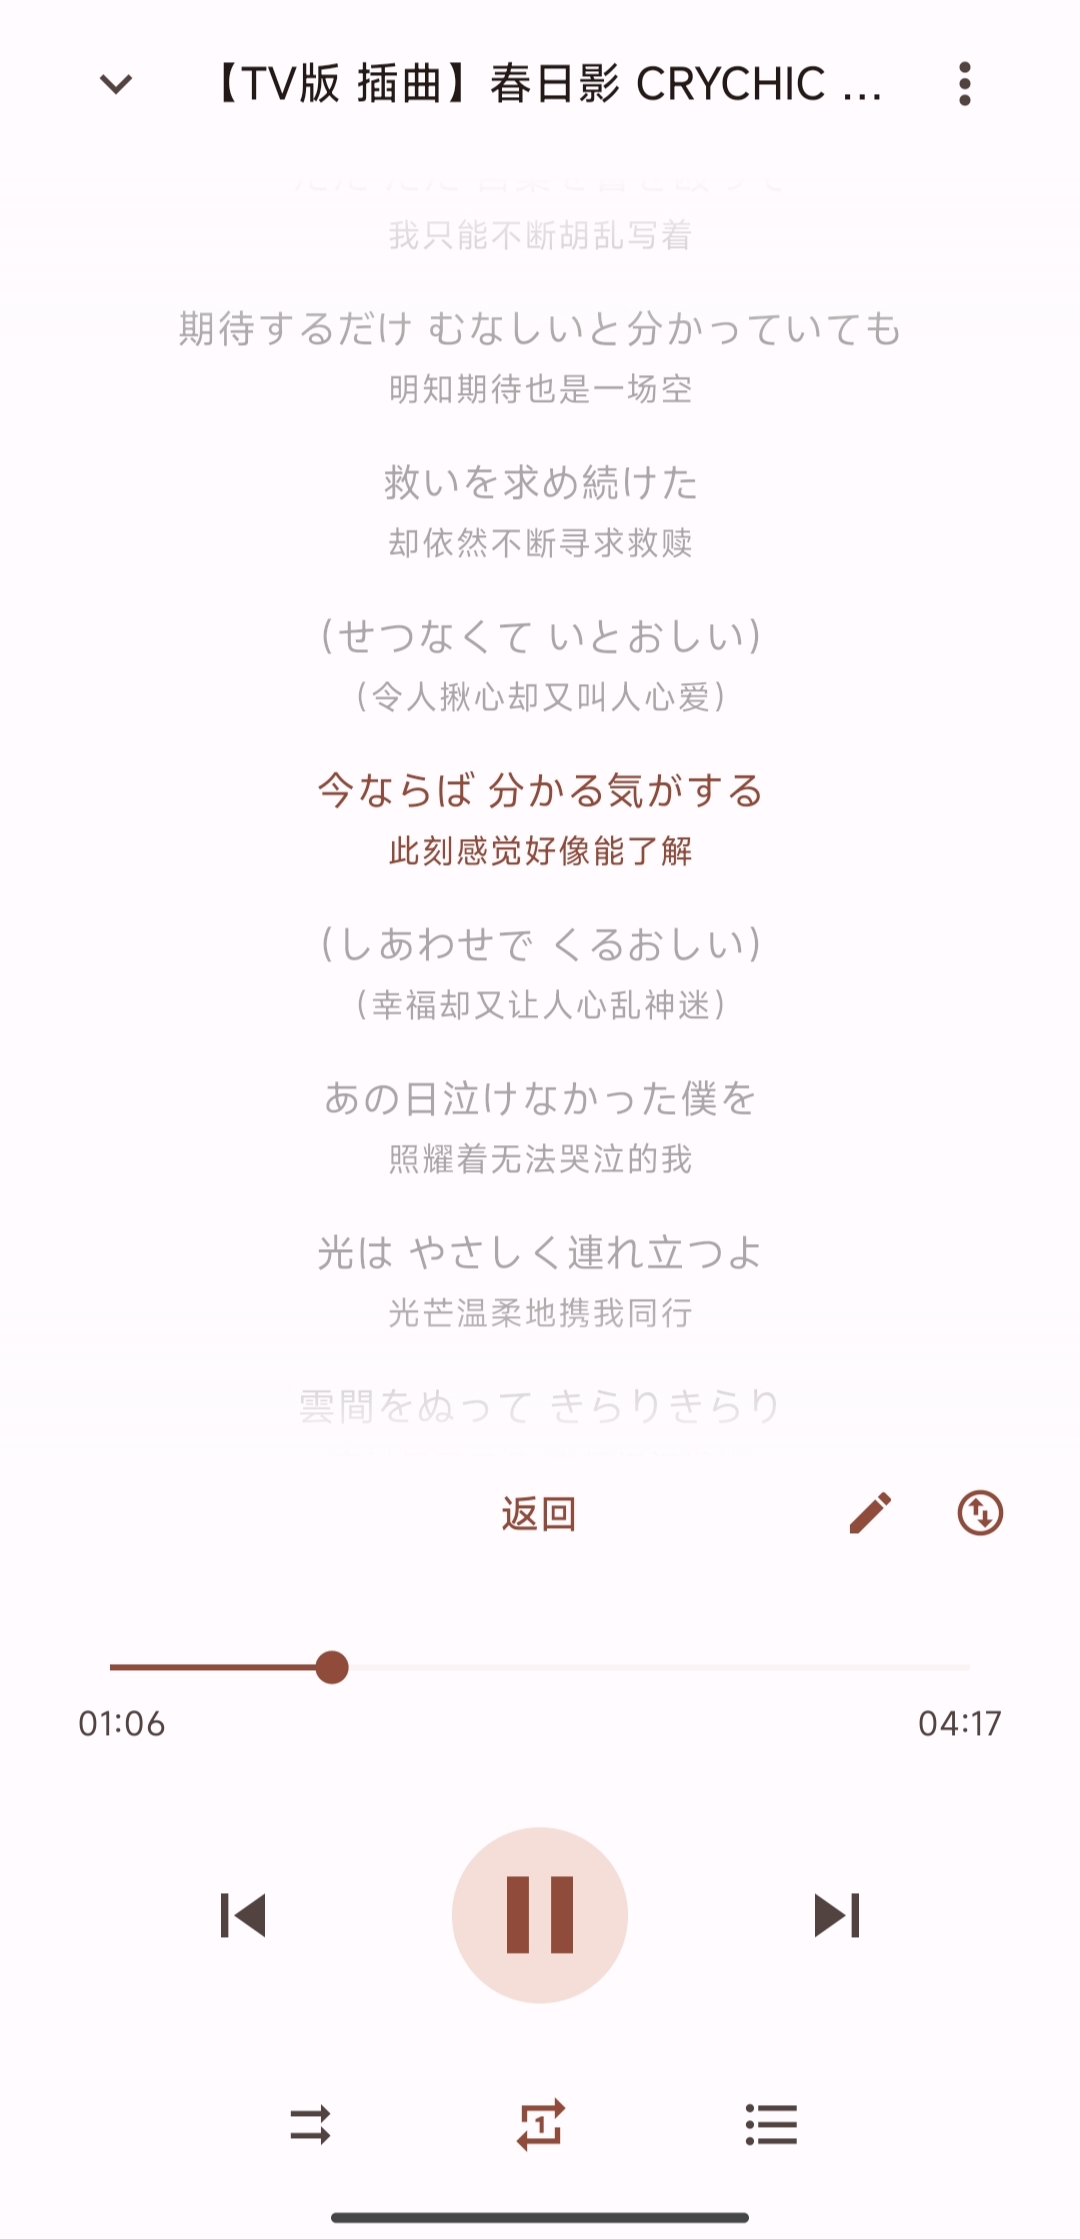 【TV版 插曲】春日影 CRYCHIC ...
我只能不断胡乱写着
期待するだけ むなしいと分かっていても
明知期待也是一场空
救いを求め続けた
却依然不断寻求救赎
（せつなくて いとおしい）
（令人揪心却又叫人心爱）
今ならば 分かる気がする
此刻感觉好像能了解
（しあわせで くるおしい）
（幸福却又让人心乱神迷）
あの日泣けなかった僕を
照耀着无法哭泣的我
光は やさしく連れ立つよ
光芒温柔地携我同行
雲間をぬって きらりきらり
返回
01:06
04:17
1